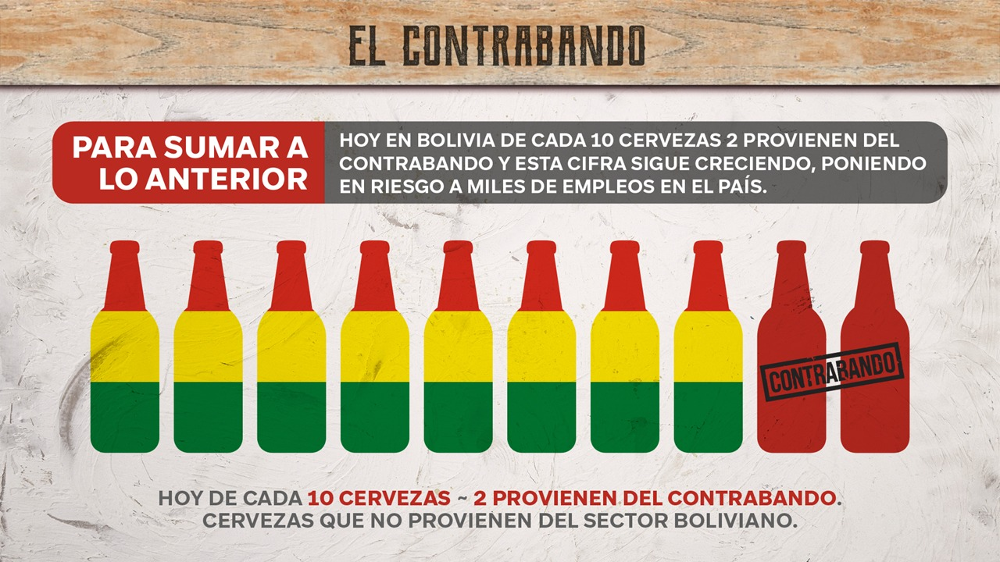 EL CONTRABANDO
PARA SUMAR A
LO ANTERIOR
HOY EN BOLIVIA DE CADA 10 CERVEZAS 2 PROVIENEN DEL
CONTRABANDO Y ESTA CIFRA SIGUE CRECIENDO, PONIENDO
EN RIESGO A MILES DE EMPLEOS EN EL PAÍS.
CONTRABANDO
HOY DE CADA 10 CERVEZAS ~ 2 PROVIENEN DEL CONTRABANDO.
CERVEZAS QUE NO PROVIENEN DEL SECTOR BOLIVIANO.